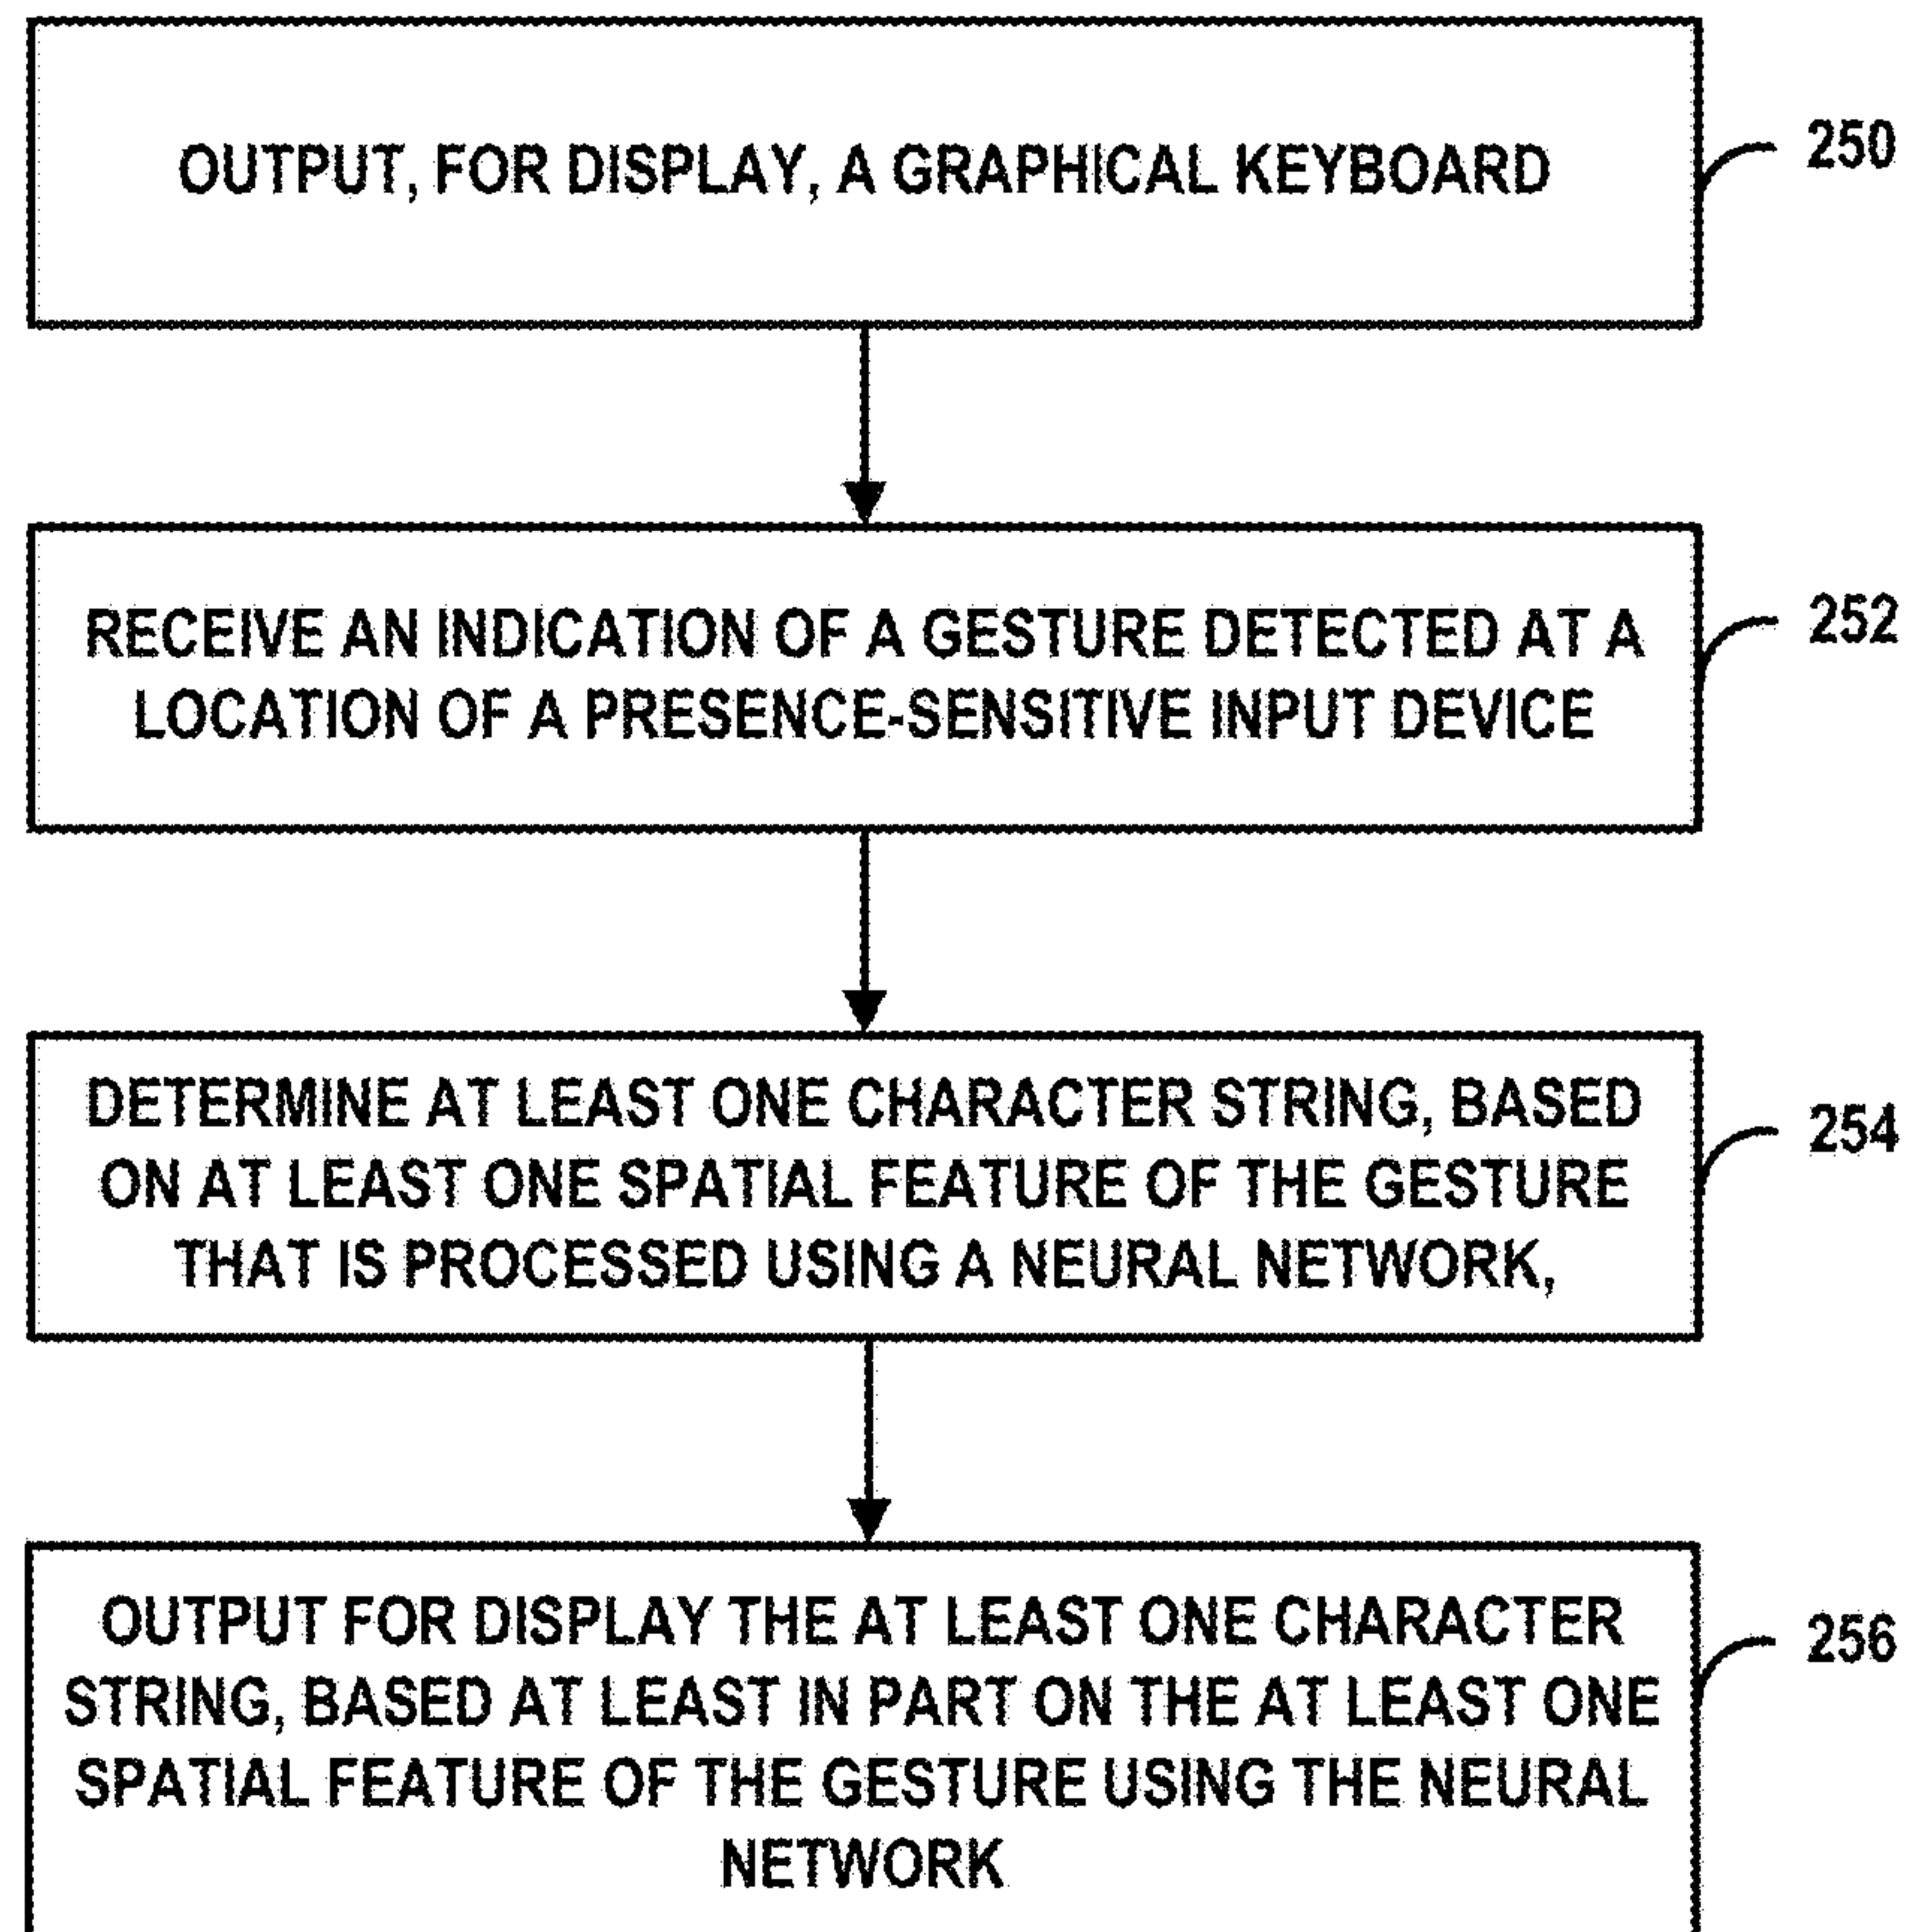 OUTPUT, FOR DISPLAY, A GRAPHICAL KEYBOARD
250
RECEIVE AN INDICATION OF A GESTURE DETECTED AT A
LOCATION OF A PRESENCE-SENSITIVE INPUT DEVICE
252
DETERMINE AT LEAST ONE CHARACTER STRING, BASED
ON AT LEAST ONE SPATIAL FEATURE OF THE GESTURE
THAT IS PROCESSED USING A NEURAL NETWORK,
254
OUTPUT FOR DISPLAY THE AT LEAST ONE CHARACTER
STRING, BASED AT LEAST IN PART ON THE AT LEAST ONE
SPATIAL FEATURE OF THE GESTURE USING THE NEURAL
NETWORK
256